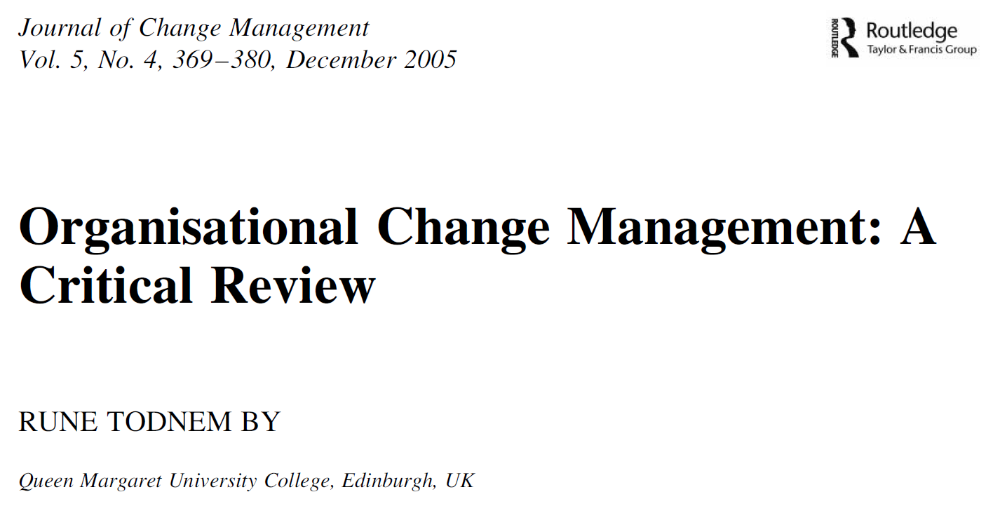 Journal of Change Management
Vol. 5, No. 4, 369–380, December 2005
ROUTLEDGE
Routledge
Taylor & Francis Group
Organisational Change Management: A
Critical Review
RUNE TODNEM BY
Queen Margaret University College, Edinburgh, UK